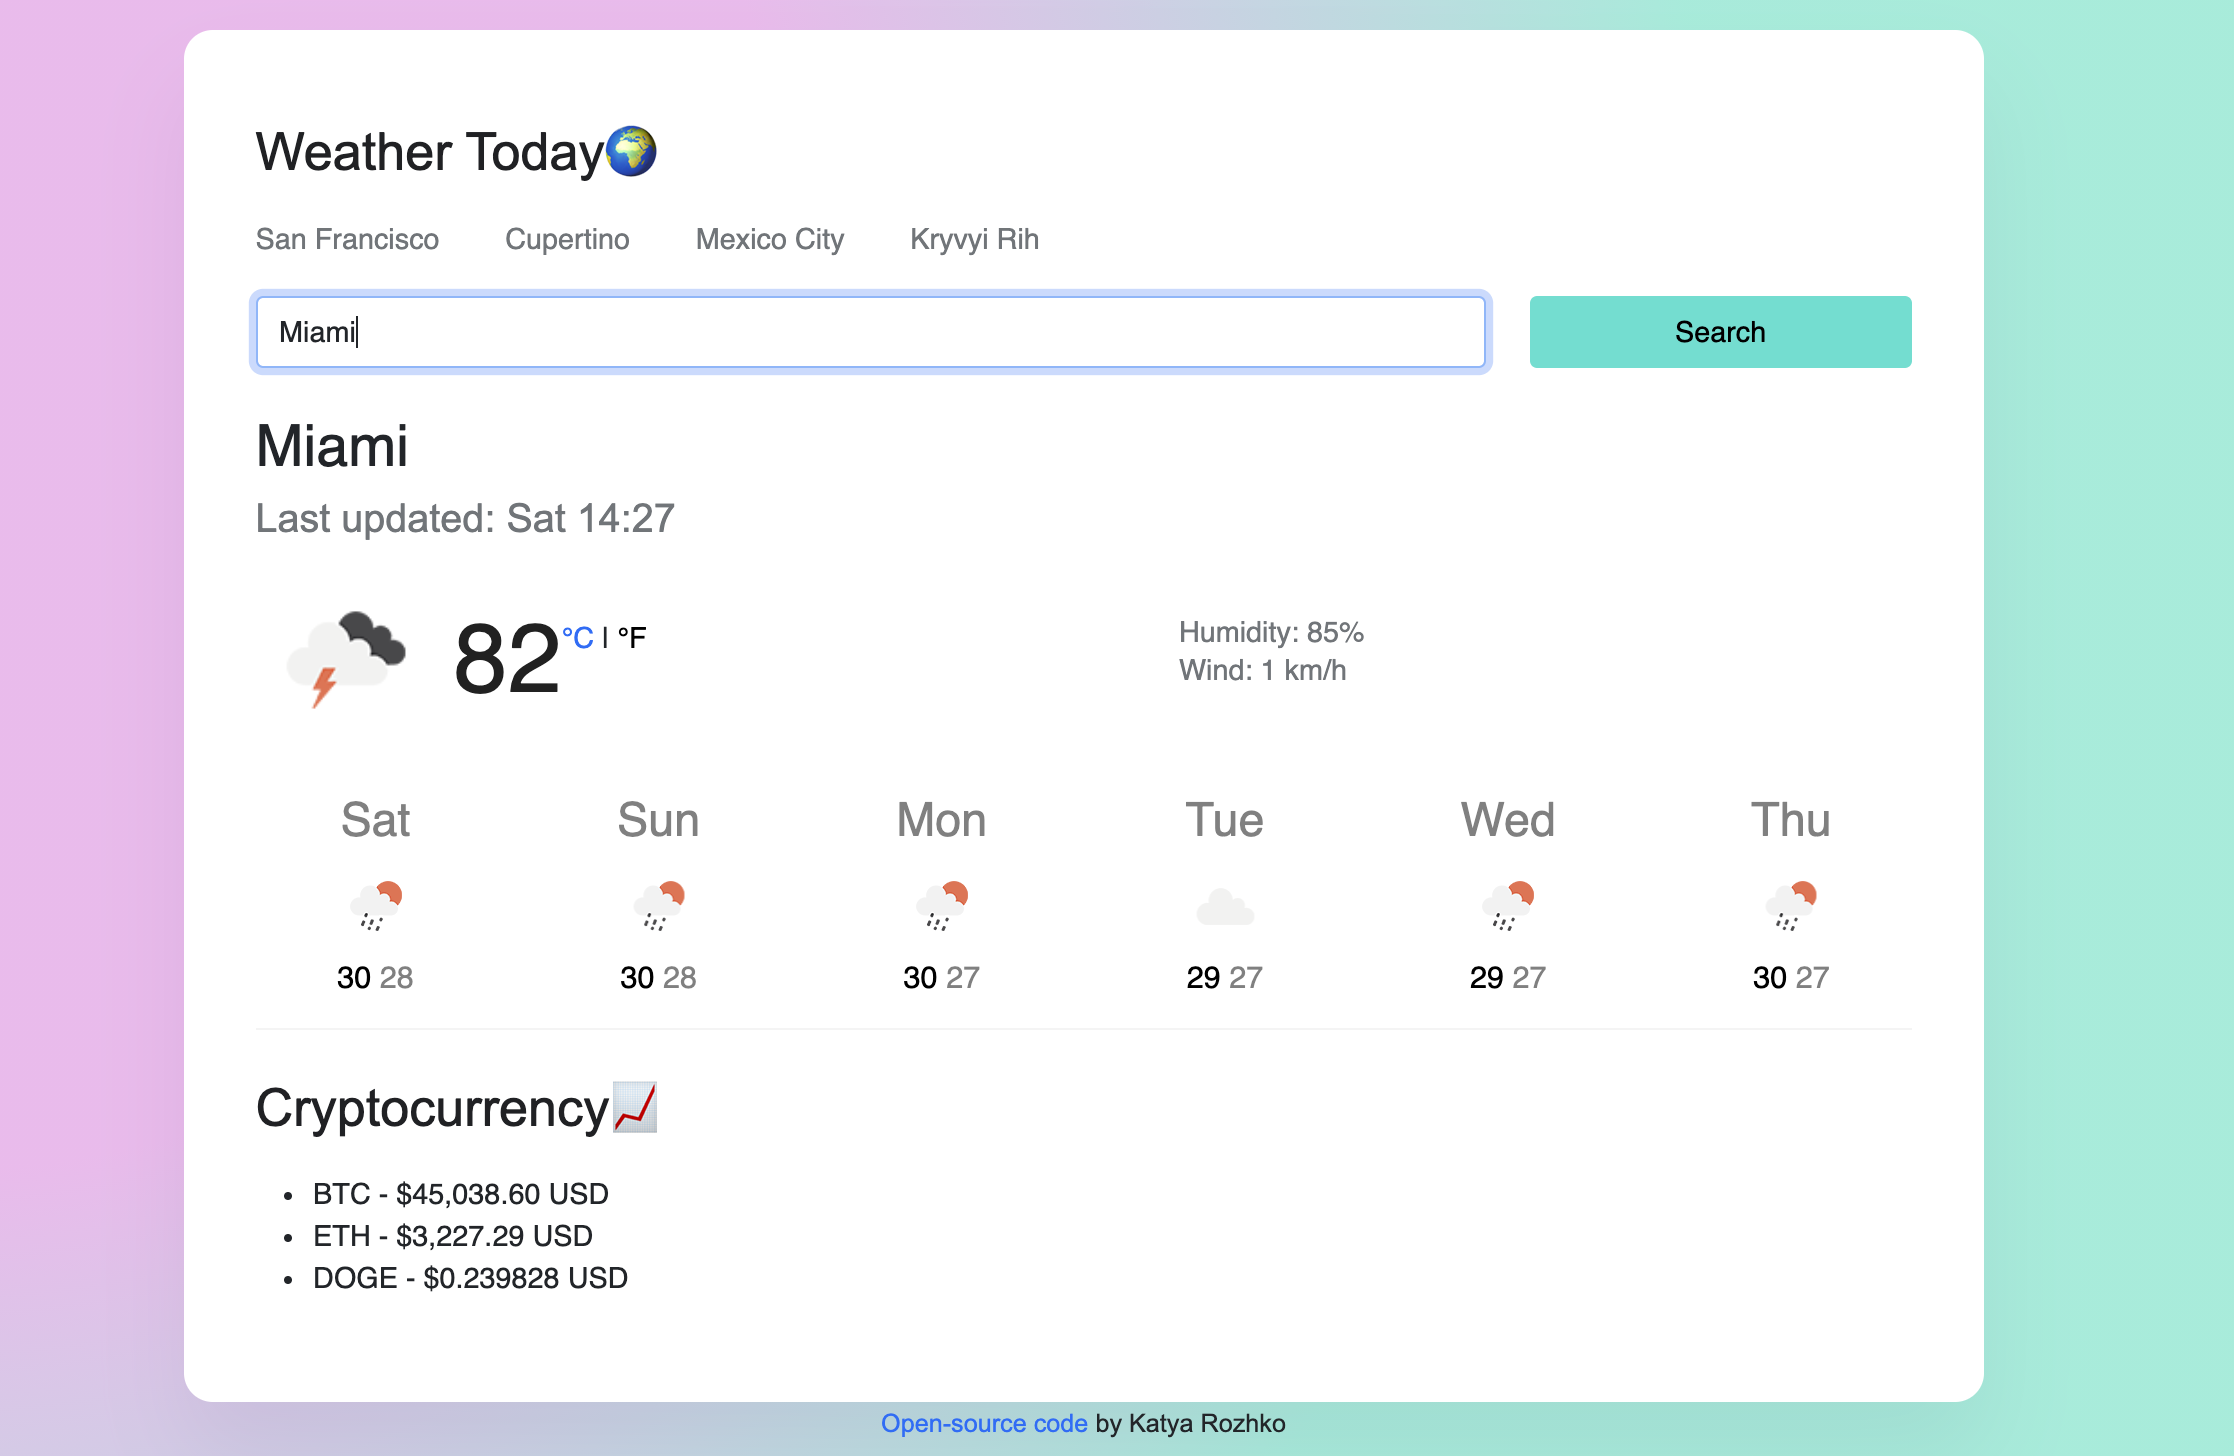 Weather Today
San Francisco Cupertino Mexico City Kryvyi Rih
Miami Search
Miami
Last updated: Sat 14:27
82 °C | °F
Humidity: 85%
Wind: 1 km/h
Sat Sun Mon Tue Wed Thu
30 28 30 28 30 27 29 27 29 27 30 27
Cryptocurrency
• BTC - $45,038.60 USD
• ETH - $3,227.29 USD
• DOGE - $0.239828 USD
Open-source code by Katya Rozhko